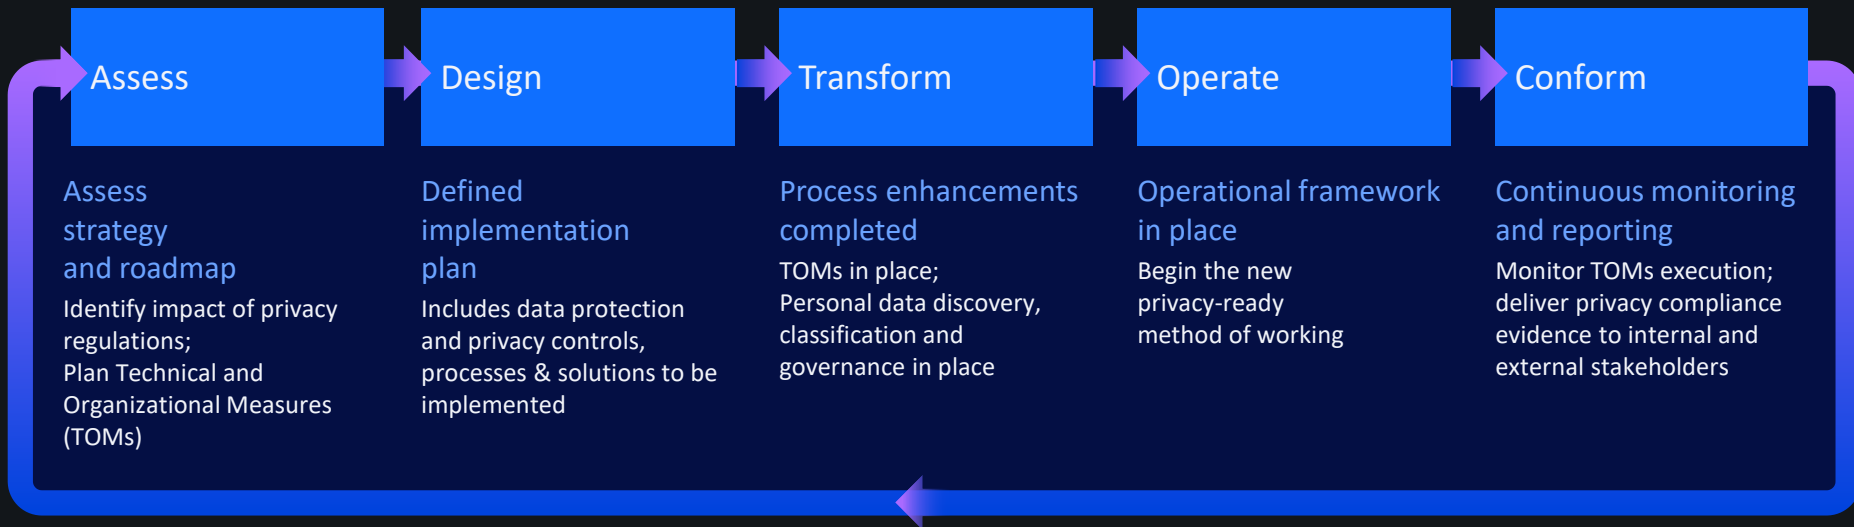 Assess
Design
Transform
Operate
Conform
Assess
strategy
and roadmap
Identify impact of privacy
regulations;
Plan Technical and
Organizational Measures
(TOMs)
Defined
implementation
plan
Includes data protection
and privacy controls,
processes & solutions to be
implemented
Process enhancements
completed
TOMs in place;
Personal data discovery,
classification and
governance in place
Operational framework
in place
Begin the new
privacy-ready
method of working
Continuous monitoring
and reporting
Monitor TOMs execution;
deliver privacy compliance
evidence to internal and
external stakeholders